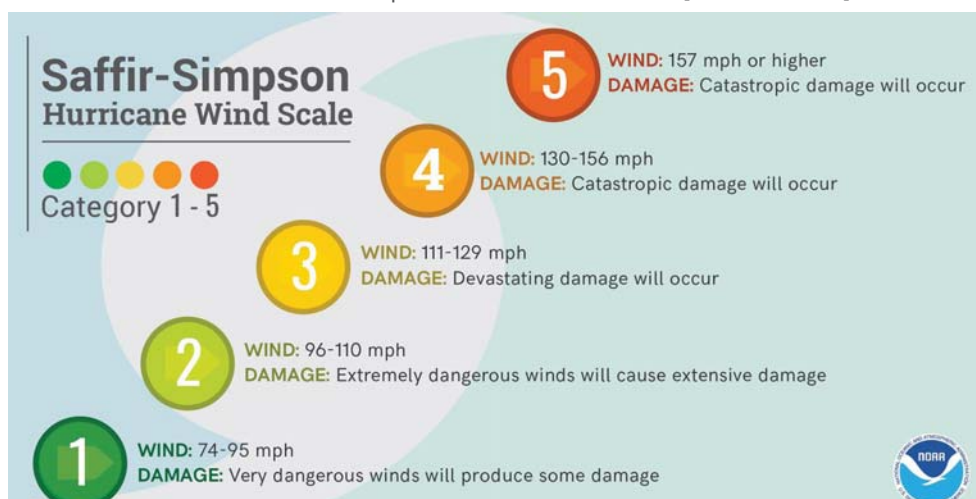 Saffir-Simpson
Hurricane Wind Scale
Category 1 - 5
5
WIND: 157 mph or higher
DAMAGE: Catastropic damage will occur
4
WIND: 130-156 mph
DAMAGE: Catastropic damage will occur
3
WIND: 111-129 mph
DAMAGE: Devastating damage will occur
2
WIND: 96-110 mph
DAMAGE: Extremely dangerous winds will cause extensive damage
1
WIND: 74-95 mph
DAMAGE: Very dangerous winds will produce some damage
NOAA